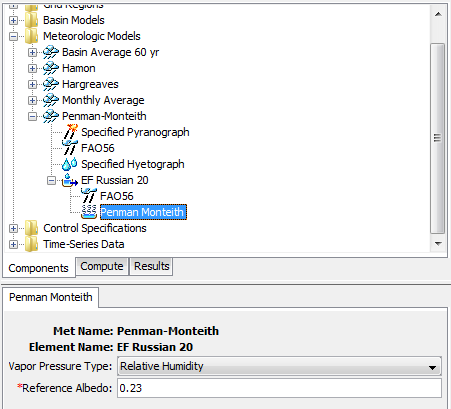 Grid Regions
Basin Models
Meteorologic Models
Basin Average 60 yr
Hamon
Hargreaves
Monthly Average
Penman-Monteith
Specified Pyranograph
FAO56
Specified Hyetograph
EF Russian 20
FAO56
Penman Monteith
Control Specifications
Time-Series Data
Components Compute Results
Penman Monteith
Met Name: Penman-Monteith
Element Name: EF Russian 20
Vapor Pressure Type: Relative Humidity
*Reference Albedo: 0.23